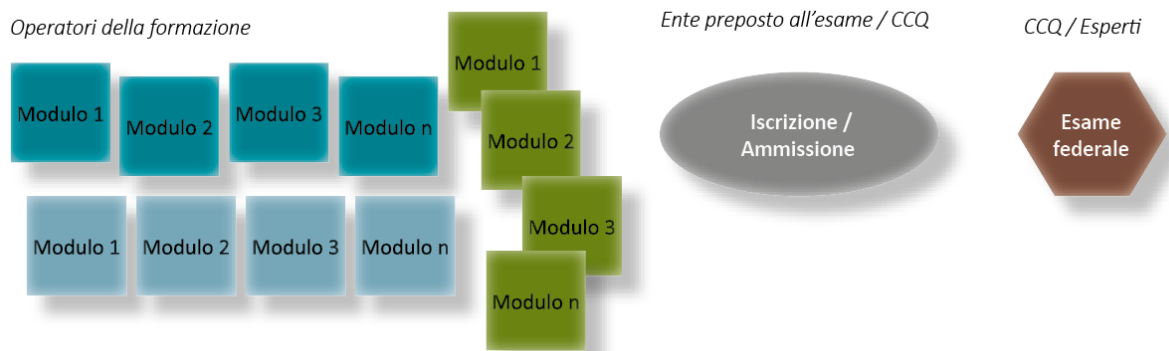 Operatori della formazione
Ente preposto all'esame / CCQ
CCQ / Esperti
Modulo 1
Modulo 2
Modulo 3
Modulo n
Modulo 1
Modulo 2
Modulo 3
Modulo n
Modulo 1
Modulo 2
Modulo 3
Modulo n
Iscrizione /
Ammissione
Esame
federale